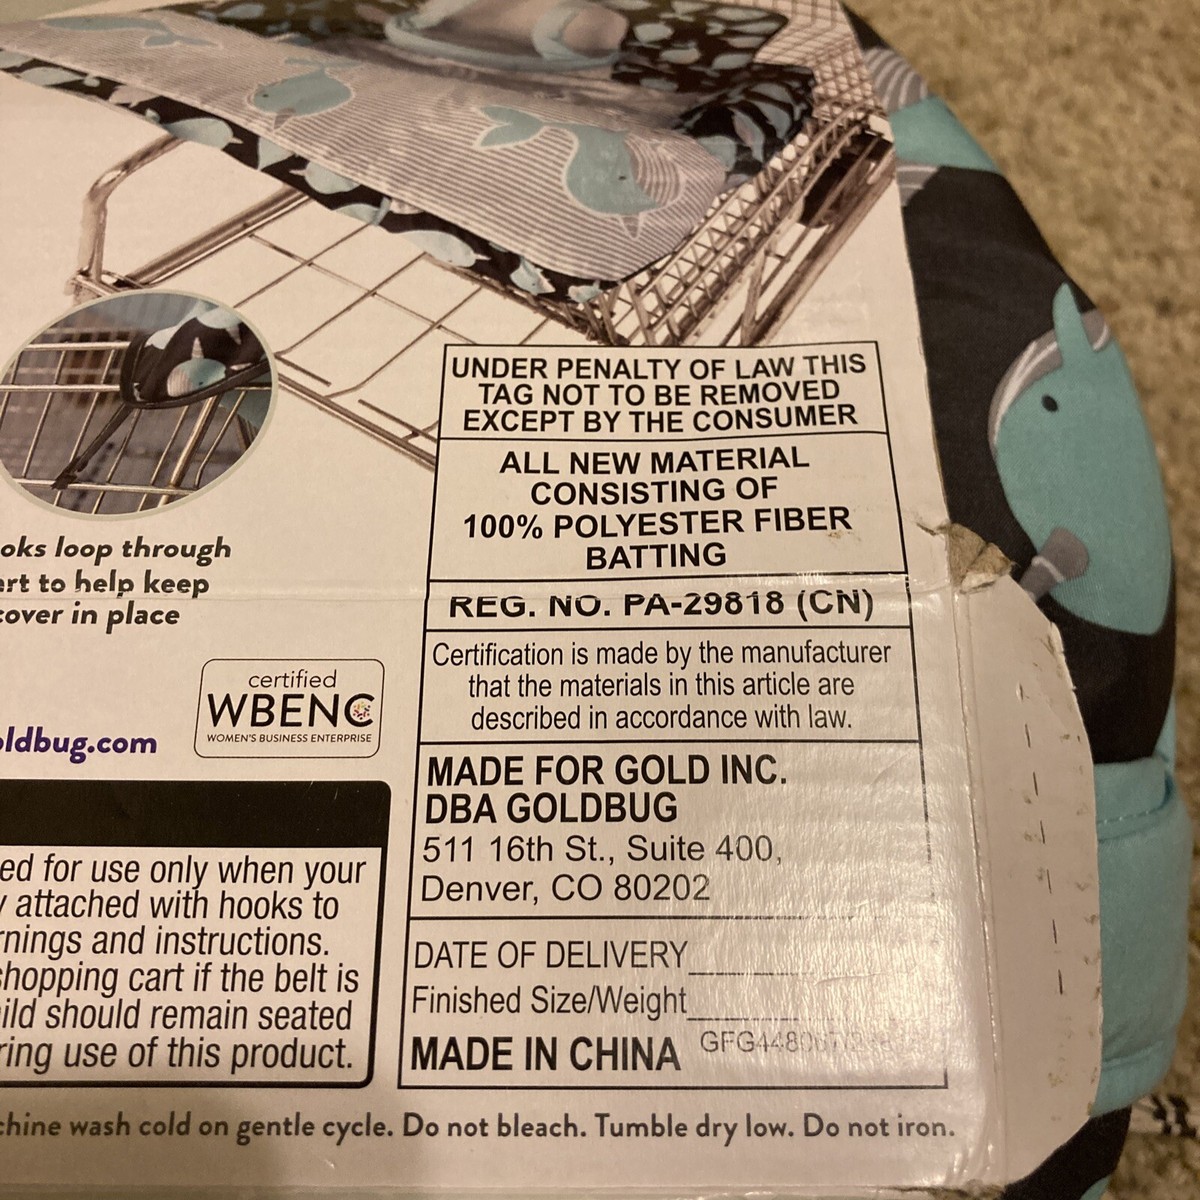 UNDER PENALTY OF LAW THIS
TAG NOT TO BE REMOVED
EXCEPT BY THE CONSUMER
ALL NEW MATERIAL
CONSISTING OF
100% POLYESTER FIBER
BATTING
REG. NO. PA-29818 (CN)
Certification is made by the manufacturer
that the materials in this article are
described in accordance with law.
MADE FOR GOLD INC.
DBA GOLDBUG
511 16th St., Suite 400,
Denver, CO 80202
DATE OF DELIVERY
Finished Size/Weight
MADE IN CHINA
oks loop through
rt to help keep
cover in place
certified
WBENC
WOMEN'S BUSINESS ENTERPRISE
oldbug.com
ed for use only when your
y attached with hooks to
rnings and instructions.
shopping cart if the belt is
ild should remain seated
ring use of this product.
chine wash cold on gentle cycle. Do not bleach. Tumble dry low. Do not iron.